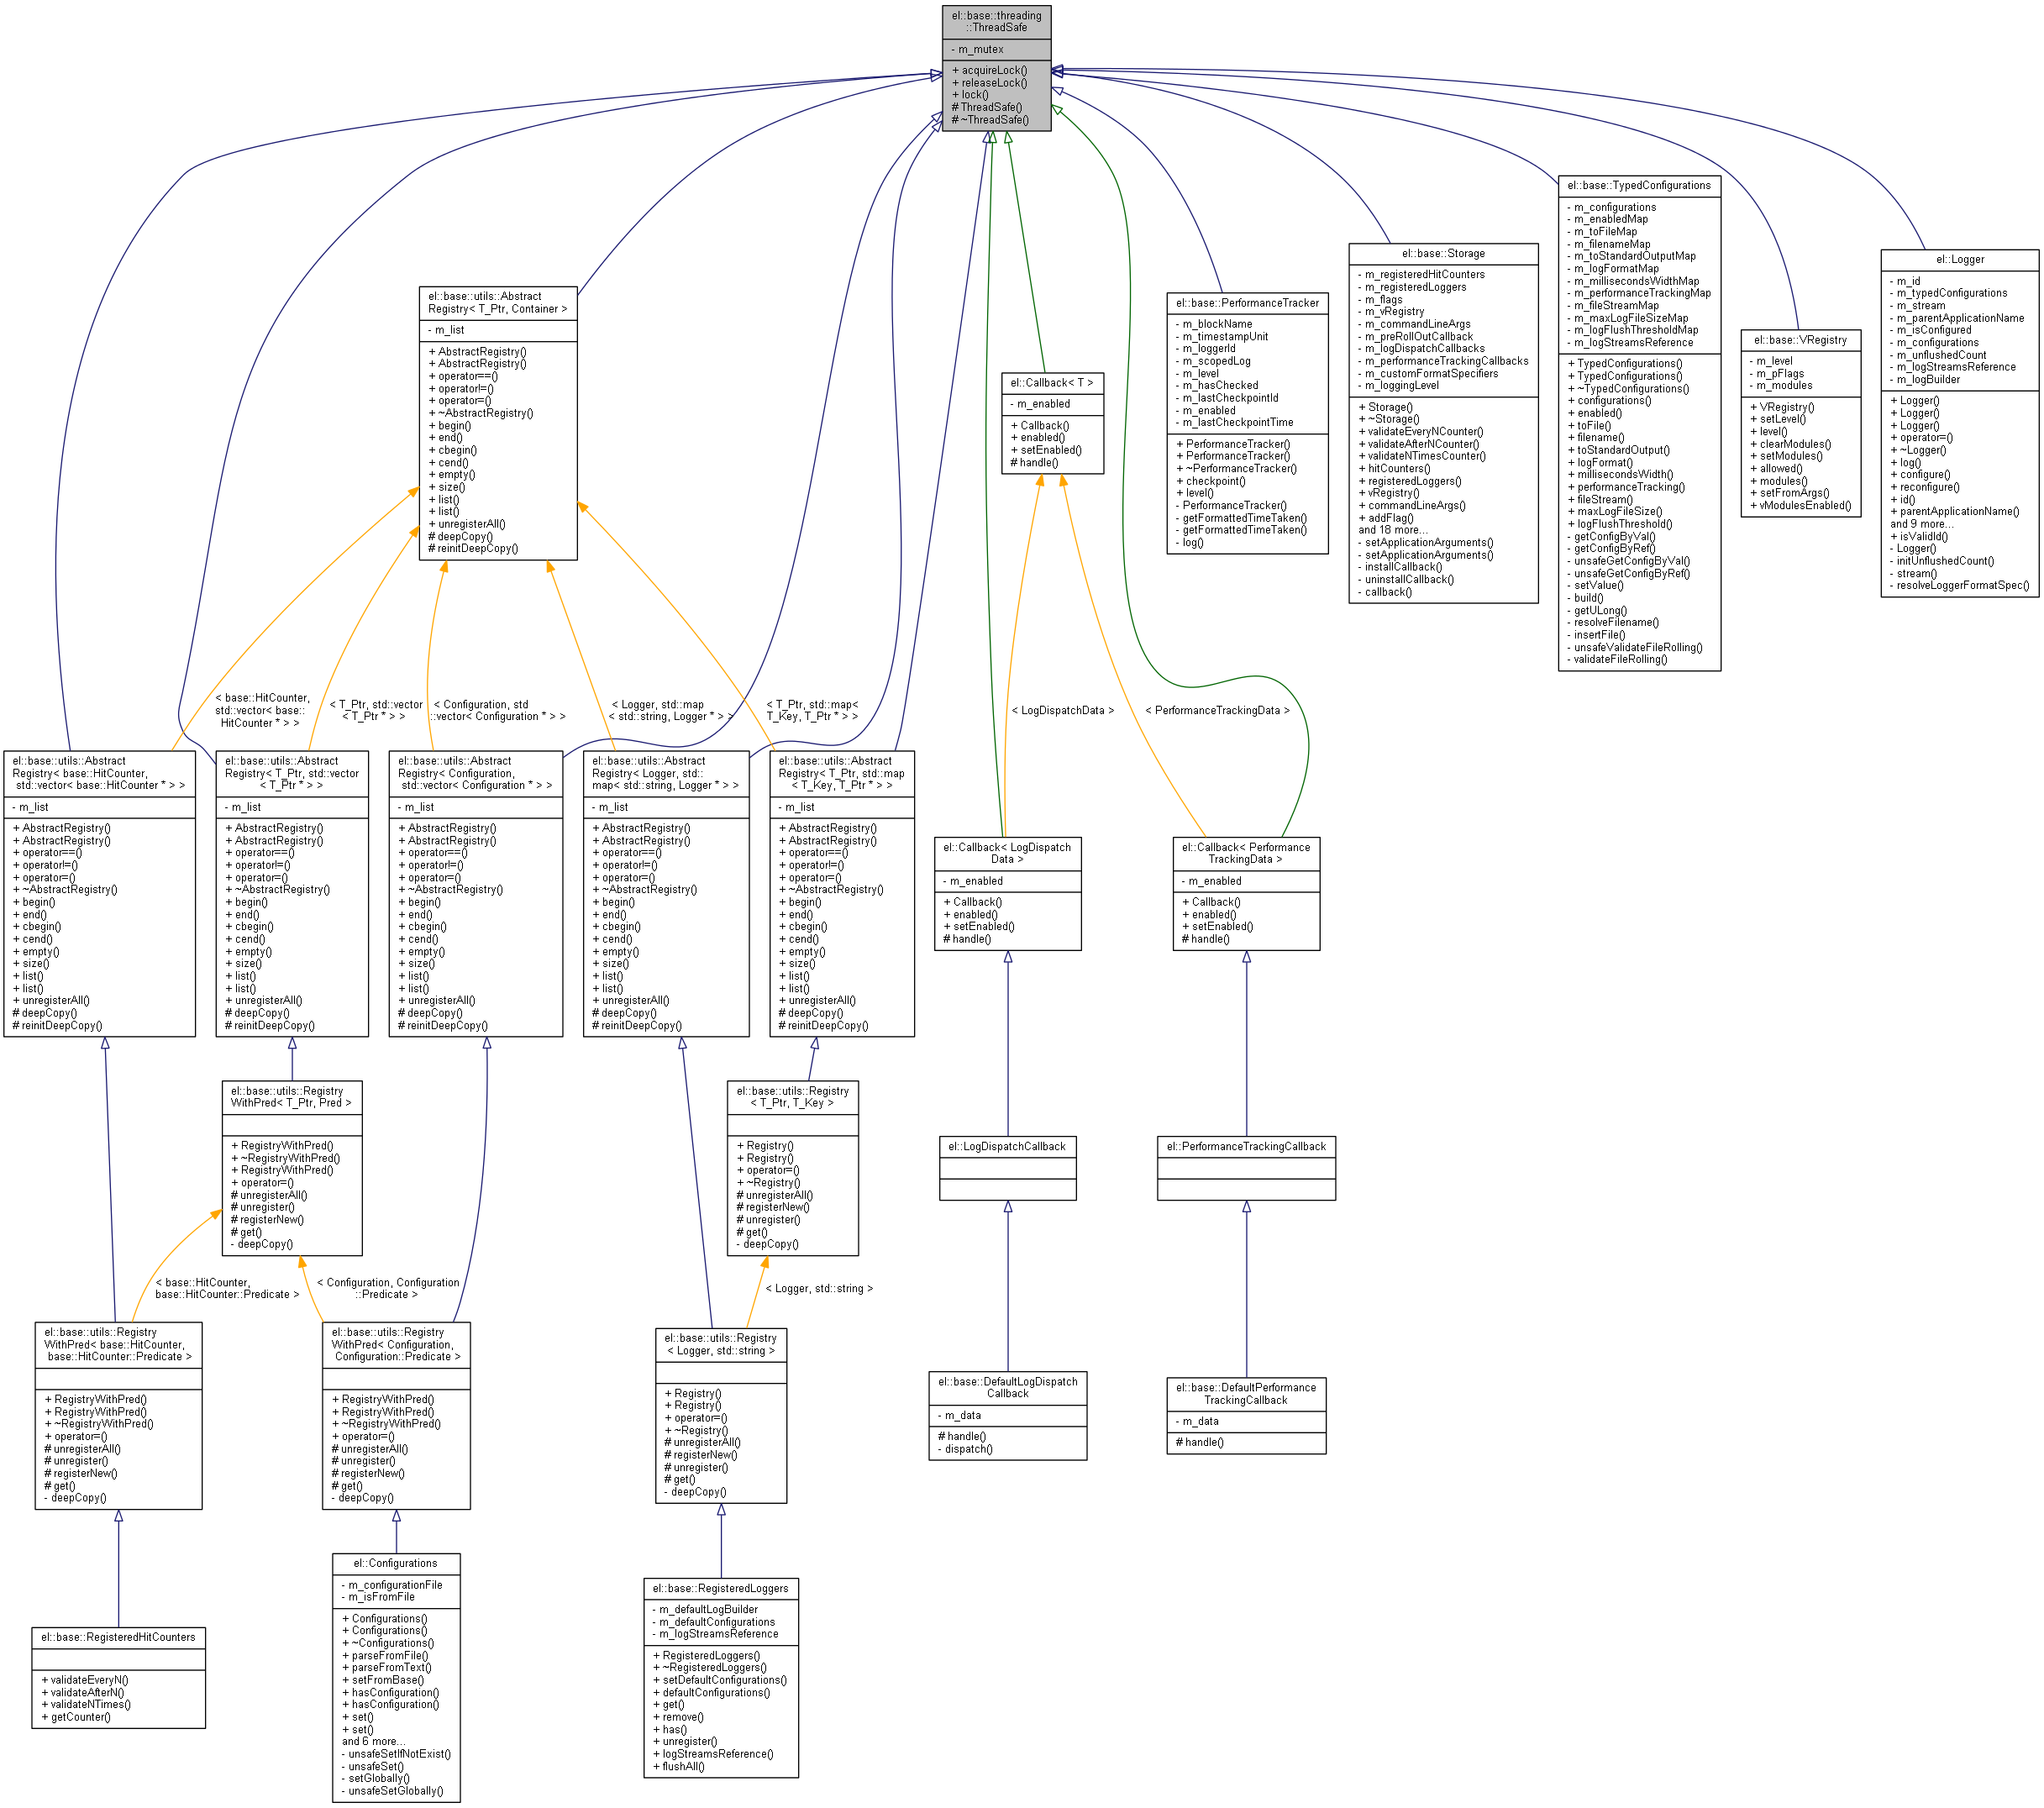 el::base::threading
::ThreadSafe
- m_mutex
+ acquireLock()
+ releaseLock()
+ lock()
# ThreadSafe()
# ~ThreadSafe()
el::base::utils::Abstract
Registry< T_Ptr, Container >
- m_list
+ AbstractRegistry()
+ AbstractRegistry()
+ operator==()
+ operator!=()
+ operator=()
+ ~AbstractRegistry()
+ begin()
+ end()
+ cbegin()
+ cend()
+ empty()
+ size()
+ list()
+ list()
+ unregisterAll()
# deepCopy()
# reinitDeepCopy()
el::Callback< T >
- m_enabled
+ Callback()
+ enabled()
+ setEnabled()
# handle()
el::base::PerformanceTracker
- m_blockName
- m_timestampUnit
- m_loggerId
- m_scopedLog
- m_level
- m_hasChecked
- m_lastCheckpointId
- m_enabled
- m_lastCheckpointTime
+ PerformanceTracker()
+ PerformanceTracker()
+ ~PerformanceTracker()
+ checkpoint()
+ level()
- PerformanceTracker()
- getFormattedTimeTaken()
- getFormattedTimeTaken()
- log()
el::base::Storage
- m_registeredHitCounters
- m_registeredLoggers
- m_flags
- m_vRegistry
- m_commandLineArgs
- m_preRollOutCallback
- m_logDispatchCallbacks
- m_performanceTrackingCallbacks
- m_customFormatSpecifiers
- m_loggingLevel
+ Storage()
+ ~Storage()
+ validateEveryNCounter()
+ validateAfterNCounter()
+ validateNTimesCounter()
+ hitCounters()
+ registeredLoggers()
+ vRegistry()
+ commandLineArgs()
+ addFlag()
and 18 more...
- setApplicationArguments()
- setApplicationArguments()
- installCallback()
- uninstallCallback()
- callback()
el::base::TypedConfigurations
- m_configurations
- m_enabledMap
- m_toFileMap
- m_filenameMap
- m_toStandardOutputMap
- m_logFormatMap
- m_millisecondsWidthMap
- m_performanceTrackingMap
- m_fileStreamMap
- m_maxLogFileSizeMap
- m_logFlushThresholdMap
- m_logStreamsReference
+ TypedConfigurations()
+ TypedConfigurations()
+ ~TypedConfigurations()
+ configurations()
+ enabled()
+ toFile()
+ filename()
+ toStandardOutput()
+ logFormat()
+ millisecondsWidth()
+ performanceTracking()
+ fileStream()
+ maxLogFileSize()
+ logFlushThreshold()
- getConfigByVal()
- getConfigByRef()
- unsafeGetConfigByVal()
- unsafeGetConfigByRef()
- setValue()
- build()
- getULong()
- resolveFilename()
- insertFile()
- unsafeValidateFileRolling()
- validateFileRolling()
el::base::VRegistry
- m_level
- m_pFlags
- m_modules
+ VRegistry()
+ setLevel()
+ level()
+ clearModules()
+ setModules()
+ allowed()
+ modules()
+ setFromArgs()
+ vModulesEnabled()
el::Logger
- m_id
- m_typedConfigurations
- m_stream
- m_parentApplicationName
- m_isConfigured
- m_configurations
- m_unflushedCount
- m_logStreamsReference
- m_logBuilder
+ Logger()
+ Logger()
+ Logger()
+ operator=()
+ ~Logger()
+ log()
+ configure()
+ reconfigure()
+ id()
+ parentApplicationName()
and 9 more...
+ isValidId()
- Logger()
- initUnflushedCount()
- stream()
- resolveLoggerFormatSpec()
< base::HitCounter,
std::vector< base::
HitCounter * > >
< T_Ptr, std::vector
< T_Ptr * > >
< Configuration, std
::vector< Configuration * > >
< Logger, std::map
< std::string, Logger * > >
< T_Ptr, std::map<
T_Key, T_Ptr * > >
< LogDispatchData >
< PerformanceTrackingData >
el::base::utils::Abstract
Registry< base::HitCounter,
std::vector< base::HitCounter * > >
- m_list
+ AbstractRegistry()
+ AbstractRegistry()
+ operator==()
+ operator!=()
+ operator=()
+ ~AbstractRegistry()
+ begin()
+ end()
+ cbegin()
+ cend()
+ empty()
+ size()
+ list()
+ list()
+ unregisterAll()
# deepCopy()
# reinitDeepCopy()
el::base::utils::Abstract
Registry< T_Ptr, std::vector
< T_Ptr * > >
- m_list
+ AbstractRegistry()
+ AbstractRegistry()
+ operator==()
+ operator!=()
+ operator=()
+ ~AbstractRegistry()
+ begin()
+ end()
+ cbegin()
+ cend()
+ empty()
+ size()
+ list()
+ list()
+ unregisterAll()
# deepCopy()
# reinitDeepCopy()
el::base::utils::Abstract
Registry< Configuration,
std::vector< Configuration * > >
- m_list
+ AbstractRegistry()
+ AbstractRegistry()
+ operator==()
+ operator!=()
+ operator=()
+ ~AbstractRegistry()
+ begin()
+ end()
+ cbegin()
+ cend()
+ empty()
+ size()
+ list()
+ list()
+ unregisterAll()
# deepCopy()
# reinitDeepCopy()
el::base::utils::Abstract
Registry< Logger, std::
map< std::string, Logger * > >
- m_list
+ AbstractRegistry()
+ AbstractRegistry()
+ operator==()
+ operator!=()
+ operator=()
+ ~AbstractRegistry()
+ begin()
+ end()
+ cbegin()
+ cend()
+ empty()
+ size()
+ list()
+ list()
+ unregisterAll()
# deepCopy()
# reinitDeepCopy()
el::base::utils::Abstract
Registry< T_Ptr, std::map
< T_Key, T_Ptr * > >
- m_list
+ AbstractRegistry()
+ AbstractRegistry()
+ operator==()
+ operator!=()
+ operator=()
+ ~AbstractRegistry()
+ begin()
+ end()
+ cbegin()
+ cend()
+ empty()
+ size()
+ list()
+ list()
+ unregisterAll()
# deepCopy()
# reinitDeepCopy()
el::Callback< LogDispatch
Data >
- m_enabled
+ Callback()
+ enabled()
+ setEnabled()
# handle()
el::Callback< Performance
TrackingData >
- m_enabled
+ Callback()
+ enabled()
+ setEnabled()
# handle()
el::base::utils::Registry
WithPred< T_Ptr, Pred >
+ RegistryWithPred()
+ ~RegistryWithPred()
+ RegistryWithPred()
+ operator=()
# unregisterAll()
# unregister()
# registerNew()
# get()
- deepCopy()
el::base::utils::Registry
< T_Ptr, T_Key >
+ Registry()
+ Registry()
+ operator=()
+ ~Registry()
# unregisterAll()
# registerNew()
# unregister()
# get()
- deepCopy()
el::LogDispatchCallback
el::PerformanceTrackingCallback
< base::HitCounter,
base::HitCounter::Predicate >
< Configuration, Configuration
::Predicate >
< Logger, std::string >
el::base::utils::Registry
WithPred< base::HitCounter,
base::HitCounter::Predicate >
+ RegistryWithPred()
+ RegistryWithPred()
+ ~RegistryWithPred()
+ operator=()
# unregisterAll()
# unregister()
# registerNew()
# get()
- deepCopy()
el::base::utils::Registry
WithPred< Configuration,
Configuration::Predicate >
+ RegistryWithPred()
+ RegistryWithPred()
+ ~RegistryWithPred()
+ operator=()
# unregisterAll()
# unregister()
# registerNew()
# get()
- deepCopy()
el::base::utils::Registry
< Logger, std::string >
+ Registry()
+ Registry()
+ operator=()
+ ~Registry()
# unregisterAll()
# registerNew()
# unregister()
# get()
- deepCopy()
el::base::DefaultLogDispatch
Callback
- m_data
# handle()
- dispatch()
el::base::DefaultPerformance
TrackingCallback
- m_data
# handle()
el::base::RegisteredHitCounters
+ validateEveryN()
+ validateAfterN()
+ validateNTimes()
+ getCounter()
el::Configurations
- m_configurationFile
- m_isFromFile
+ Configurations()
+ Configurations()
+ ~Configurations()
+ parseFromFile()
+ parseFromText()
+ setFromBase()
+ hasConfiguration()
+ hasConfiguration()
+ set()
+ set()
and 6 more...
- unsafeSetIfNotExist()
- unsafeSet()
- setGlobally()
- unsafeSetGlobally()
el::base::RegisteredLoggers
- m_defaultLogBuilder
- m_defaultConfigurations
- m_logStreamsReference
+ RegisteredLoggers()
+ ~RegisteredLoggers()
+ setDefaultConfigurations()
+ defaultConfigurations()
+ get()
+ remove()
+ has()
+ unregister()
+ logStreamsReference()
+ flushAll()